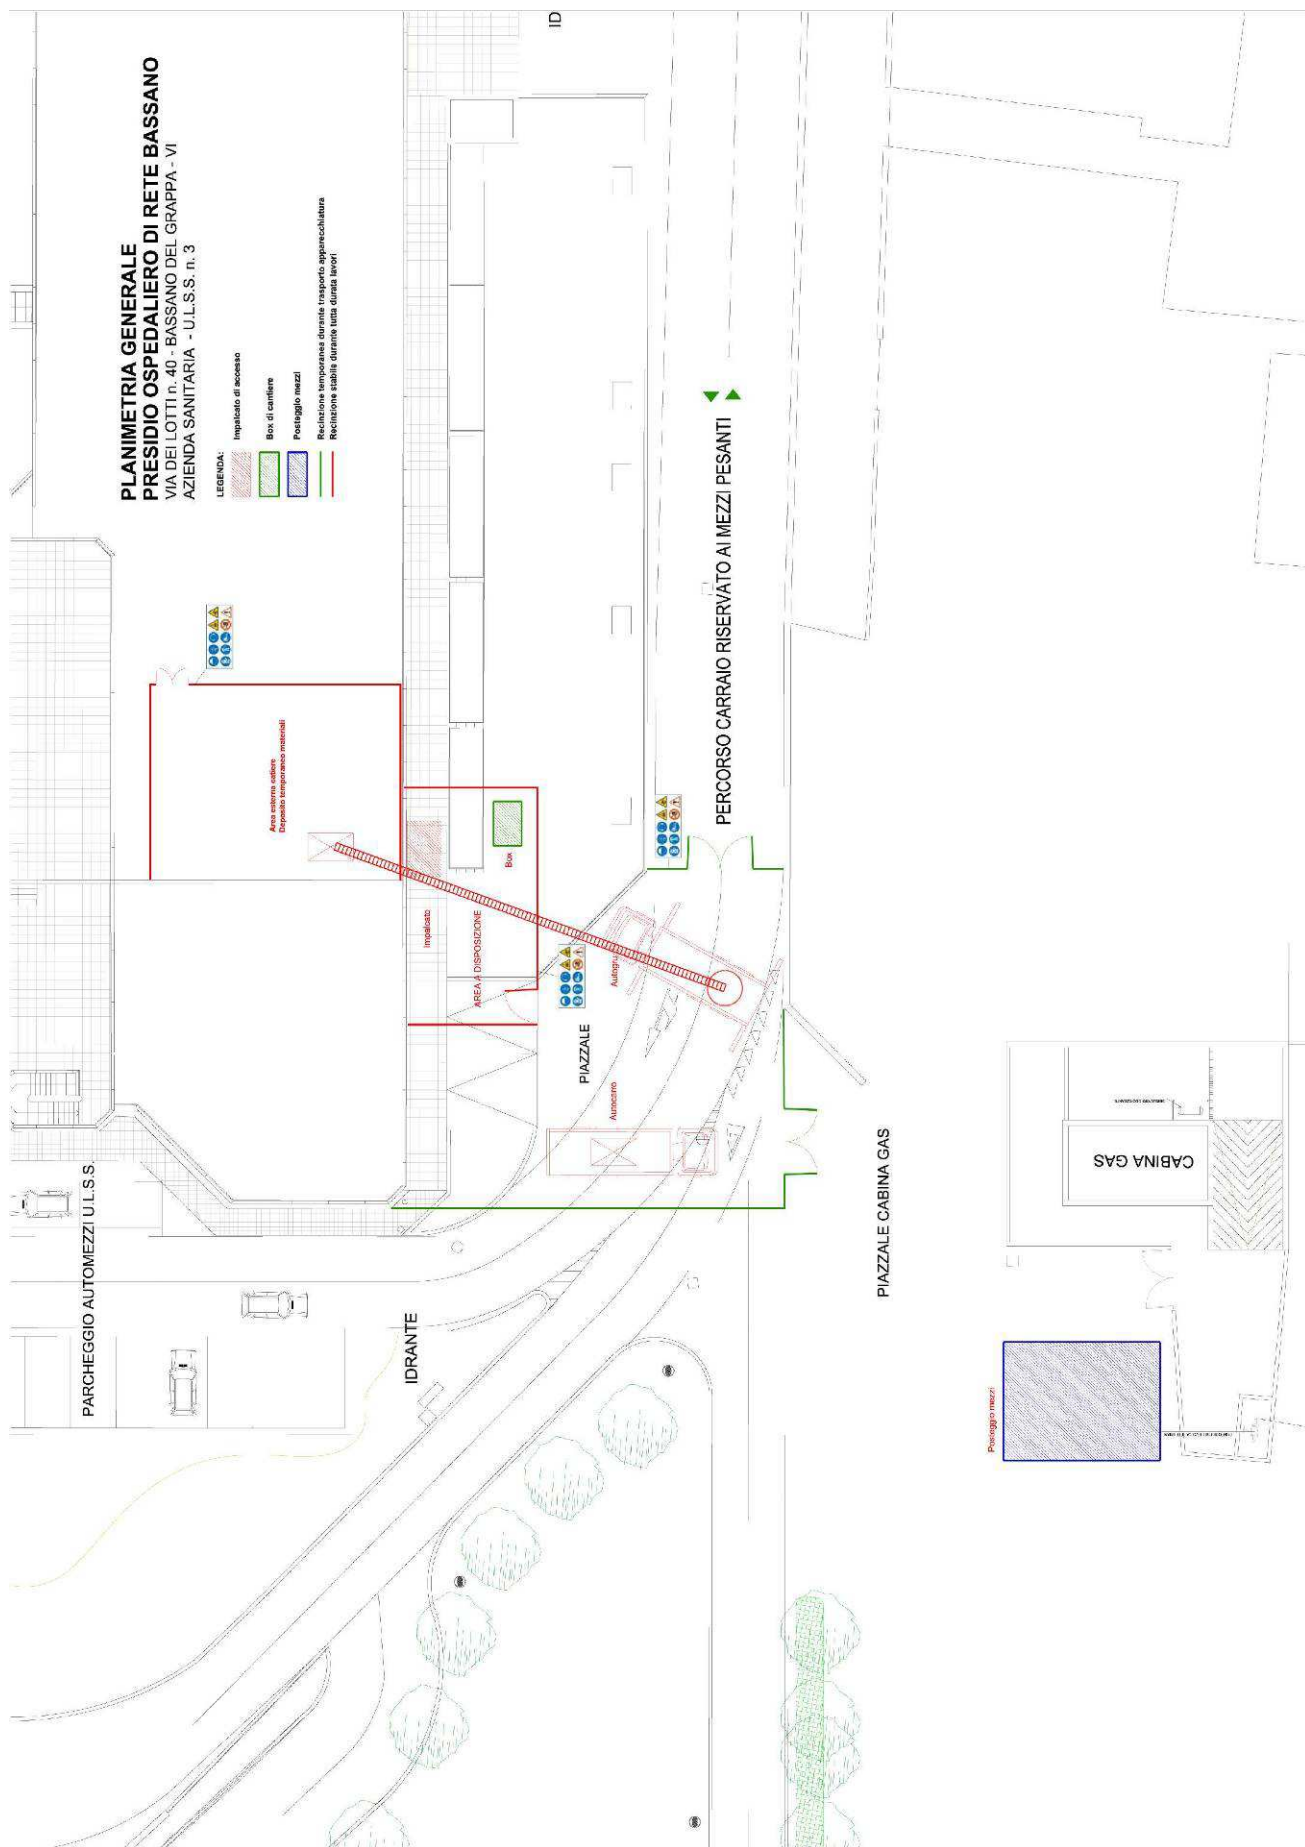 PLANIMETRIA GENERALE
PRESIDIO OSPEDALIERO DI RETE BASSANO
VIA DEI LOTTI n. 40 - BASSANO DEL GRAPPA - VI
AZIENDA SANITARIA - U.L.S.S. n. 3
LEGENDA:
Impalcato di accesso
Box di cantiere
Posteggio mezzi
Recinzione temporanea durante trasporto apparecchiatura
Recinzione stabile durante tutta durata lavori
ID
Area esterna catiere
Deposito temporaneo materiali
Impalcato
Box
AREA A DISPOSIZIONE
PIAZZALE
Autogru
Autocarro
PERCORSO CARRAIO RISERVATO AI MEZZI PESANTI
PARCHEGGIO AUTOMEZZI U.L.S.S.
IDRANTE
PIAZZALE CABINA GAS
CABINA GAS
Posteggio mezzi